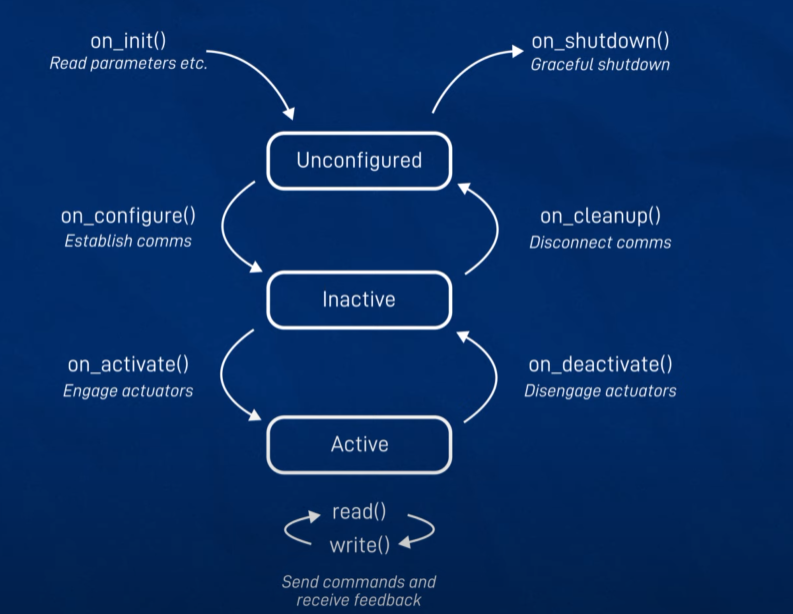 on_init()
Read parameters etc.
on_shutdown()
Graceful shutdown
Unconfigured
on_configure()
Establish comms
on_cleanup()
Disconnect comms
Inactive
on_activate()
Engage actuators
on_deactivate()
Disengage actuators
Active
read()
write()
Send commands and
receive feedback